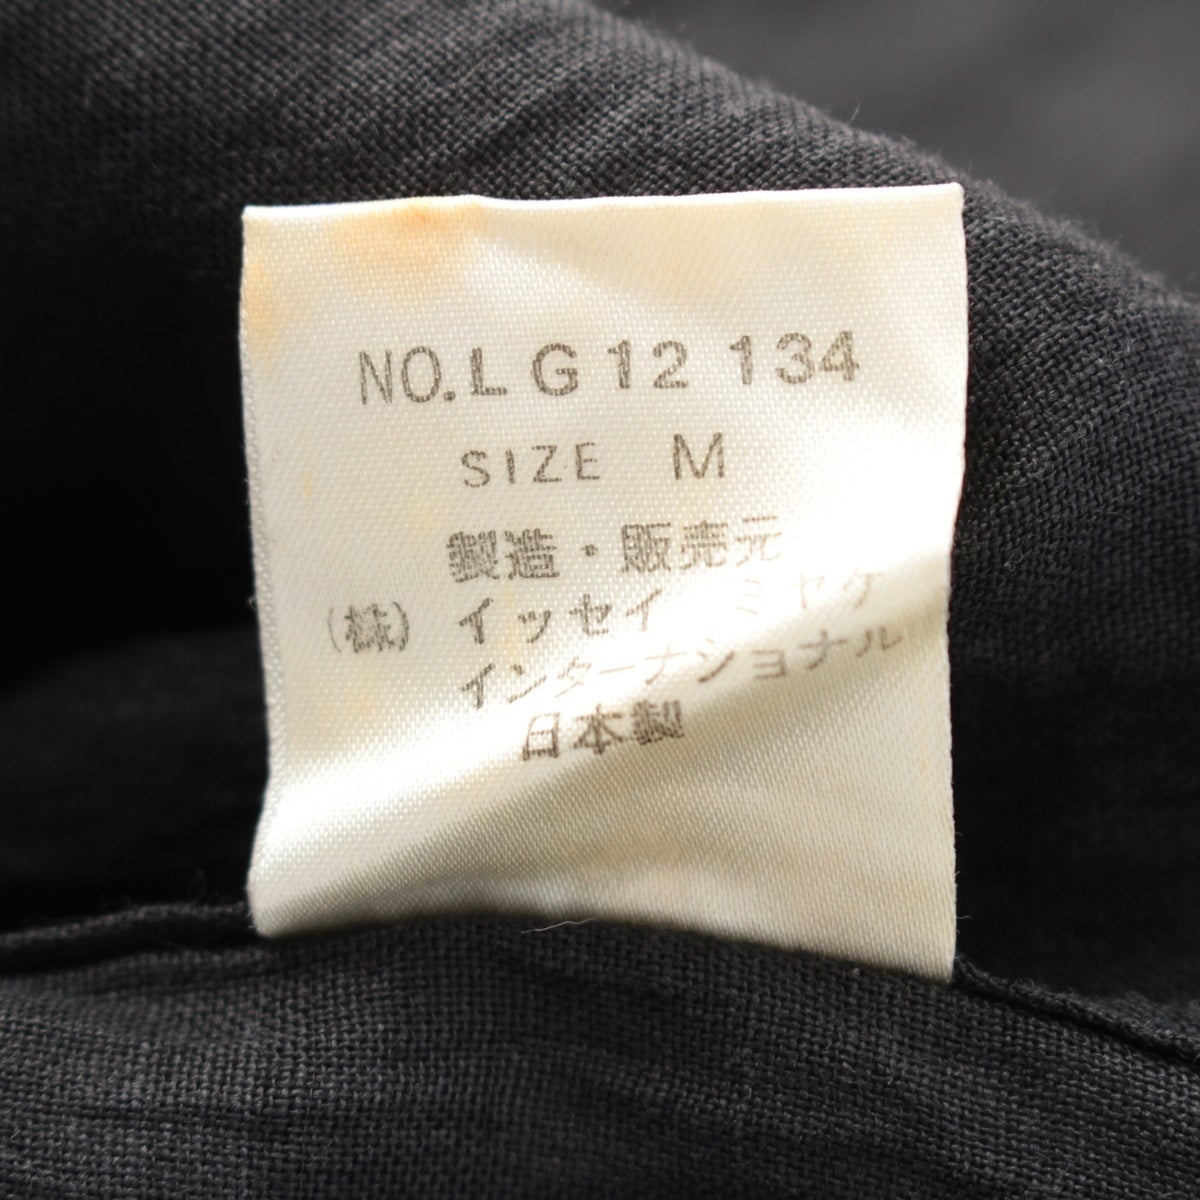 NO.LG12 134
SIZE M
製造・販売元
(株)イッセイ ミヤケ
インターナショナル
日本製